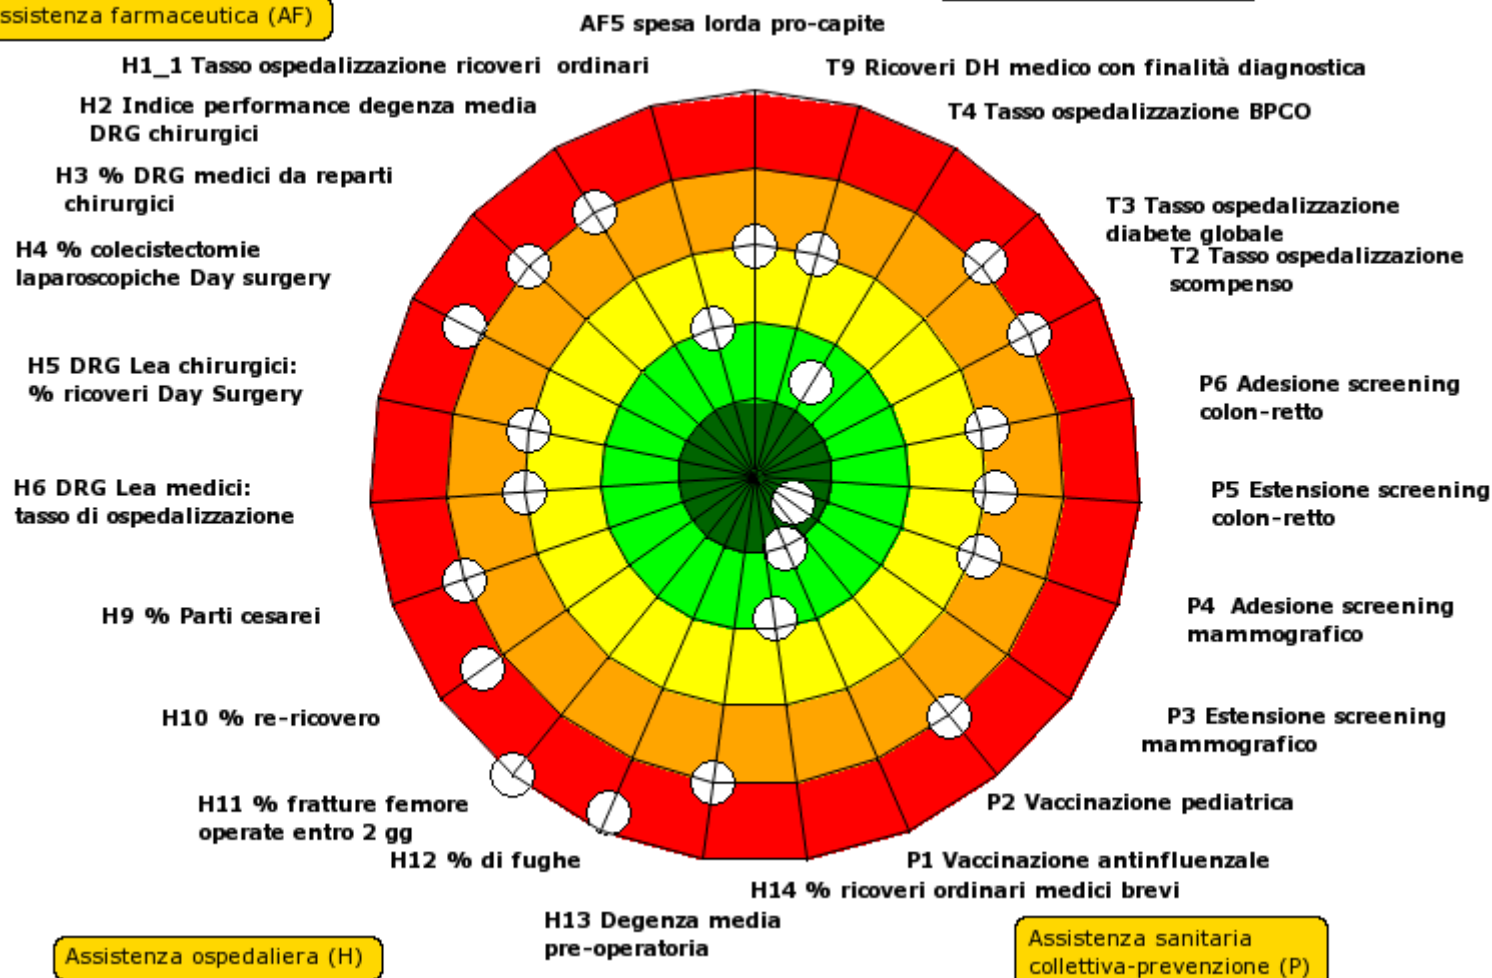 ssistenza farmaceutica (AF)
AF5 spesa lorda pro-capite
H1_1 Tasso ospedalizzazione ricoveri ordinari
T9 Ricoveri DH medico con finalità diagnostica
H2 Indice performance degenza media
DRG chirurgici
T4 Tasso ospedalizzazione BPCO
H3 % DRG medici da reparti
chirurgici
T3 Tasso ospedalizzazione
diabete globale
H4 % colecistectomie
laparoscopiche Day surgery
T2 Tasso ospedalizzazione
scompenso
H5 DRG Lea chirurgici:
% ricoveri Day Surgery
P6 Adesione screening
colon-retto
H6 DRG Lea medici:
tasso di ospedalizzazione
P5 Estensione screening
colon-retto
H9 % Parti cesarei
P4 Adesione screening
mammografico
H10 % re-ricovero
P3 Estensione screening
mammografico
H11 % fratture femore
operate entro 2 gg
P2 Vaccinazione pediatrica
H12 % di fughe
P1 Vaccinazione antinfluenzale
H14 % ricoveri ordinari medici brevi
H13 Degenza media
pre-operatoria
Assistenza ospedaliera (H)
Assistenza sanitaria
collettiva-prevenzione (P)